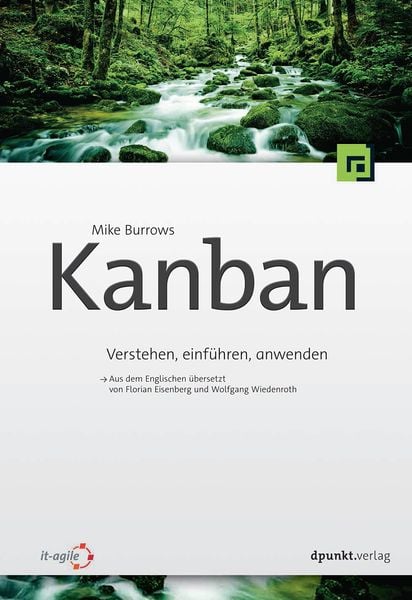 Mike Burrows
Kanban
Verstehen, einführen, anwenden
→ Aus dem Englischen übersetzt
von Florian Eisenberg und Wolfgang Wiedenroth
it-agile
dpunkt.verlag